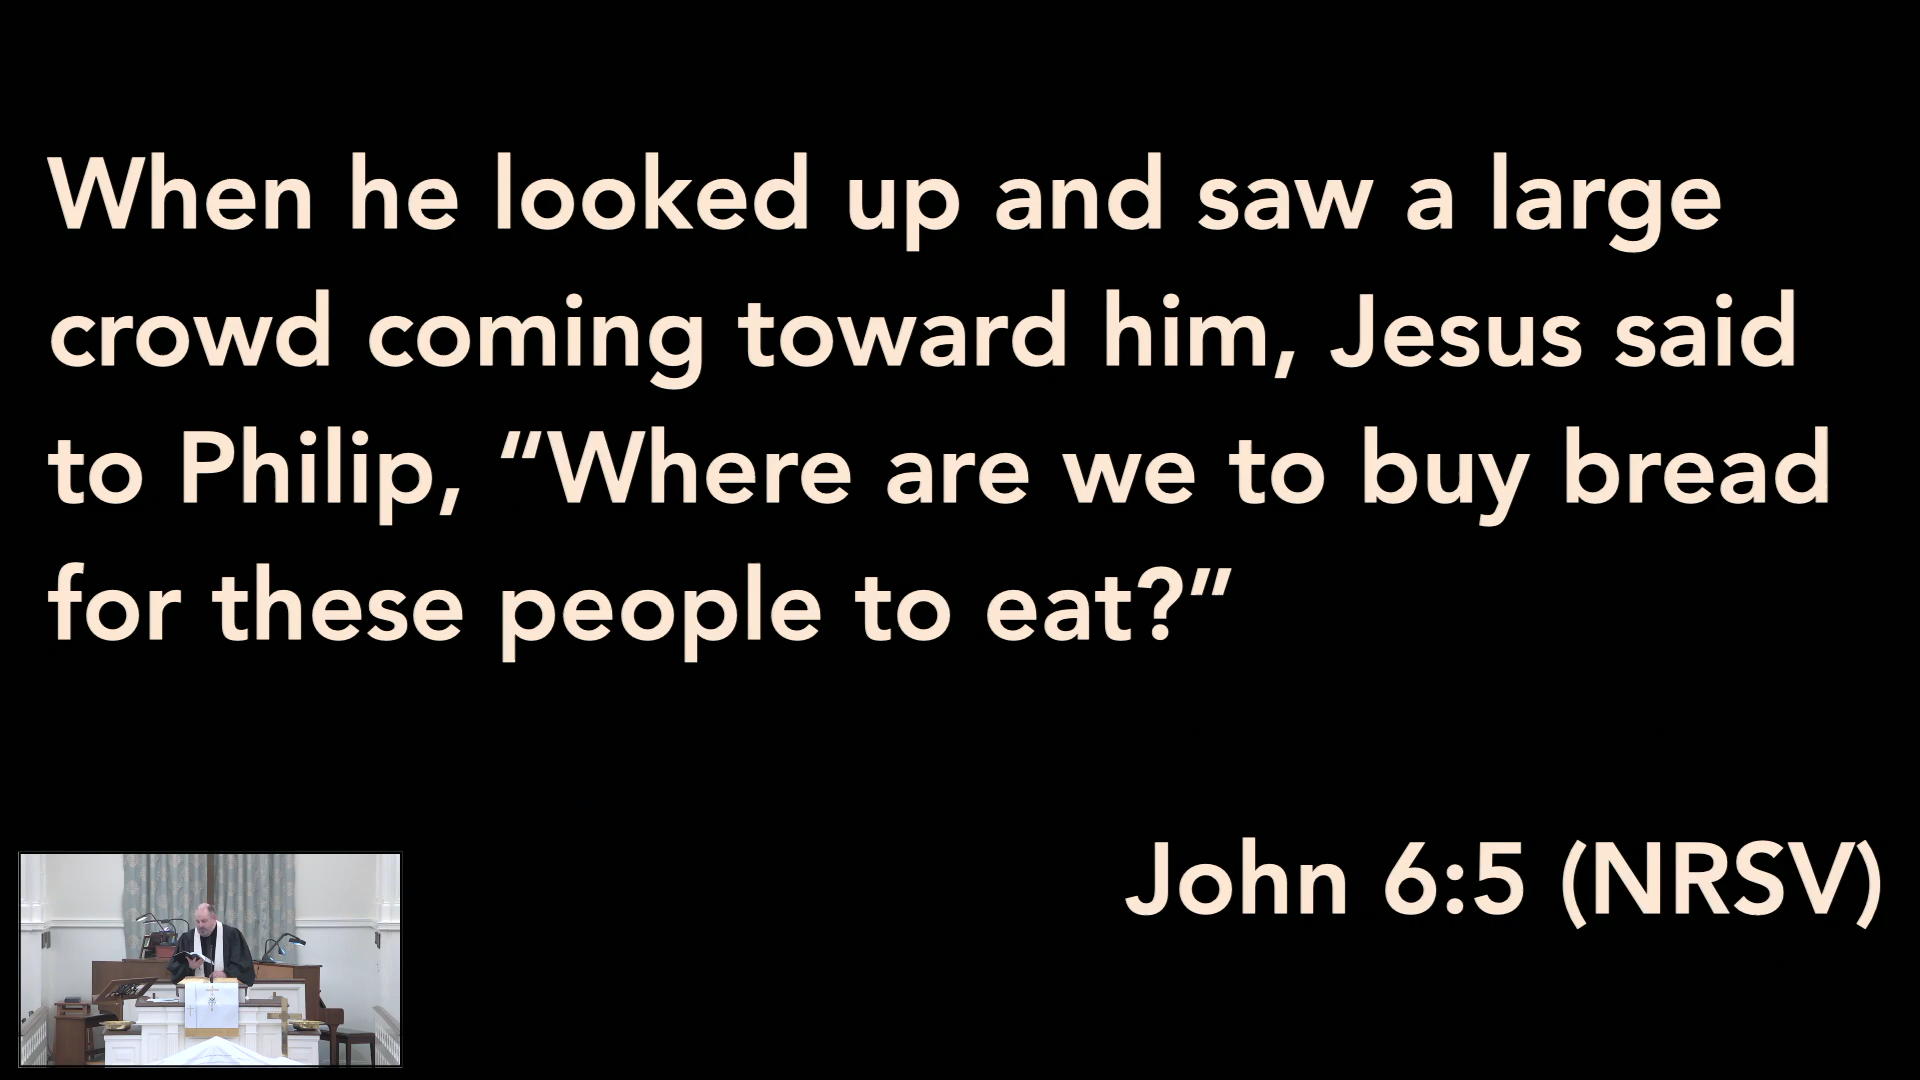 When he looked up and saw a large
crowd coming toward him, Jesus said
to Philip, “Where are we to buy bread
for these people to eat?”
John 6:5 (NRSV)